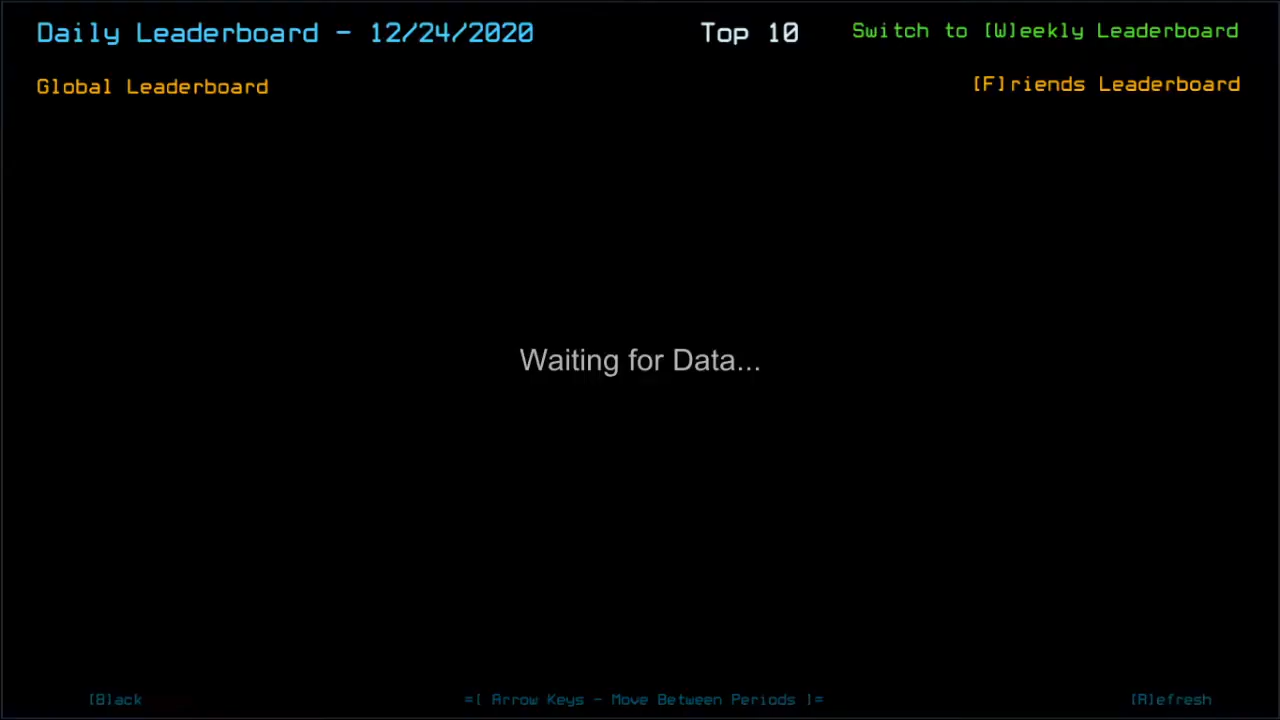 Daily Leaderboard - 12/24/2020 Top 10 Switch to [W]eekly Leaderboard
Global Leaderboard [F]riends Leaderboard
Waiting for Data...
[B]ack =[ Arrow Keys - Move Between Periods ]= [R]efresh